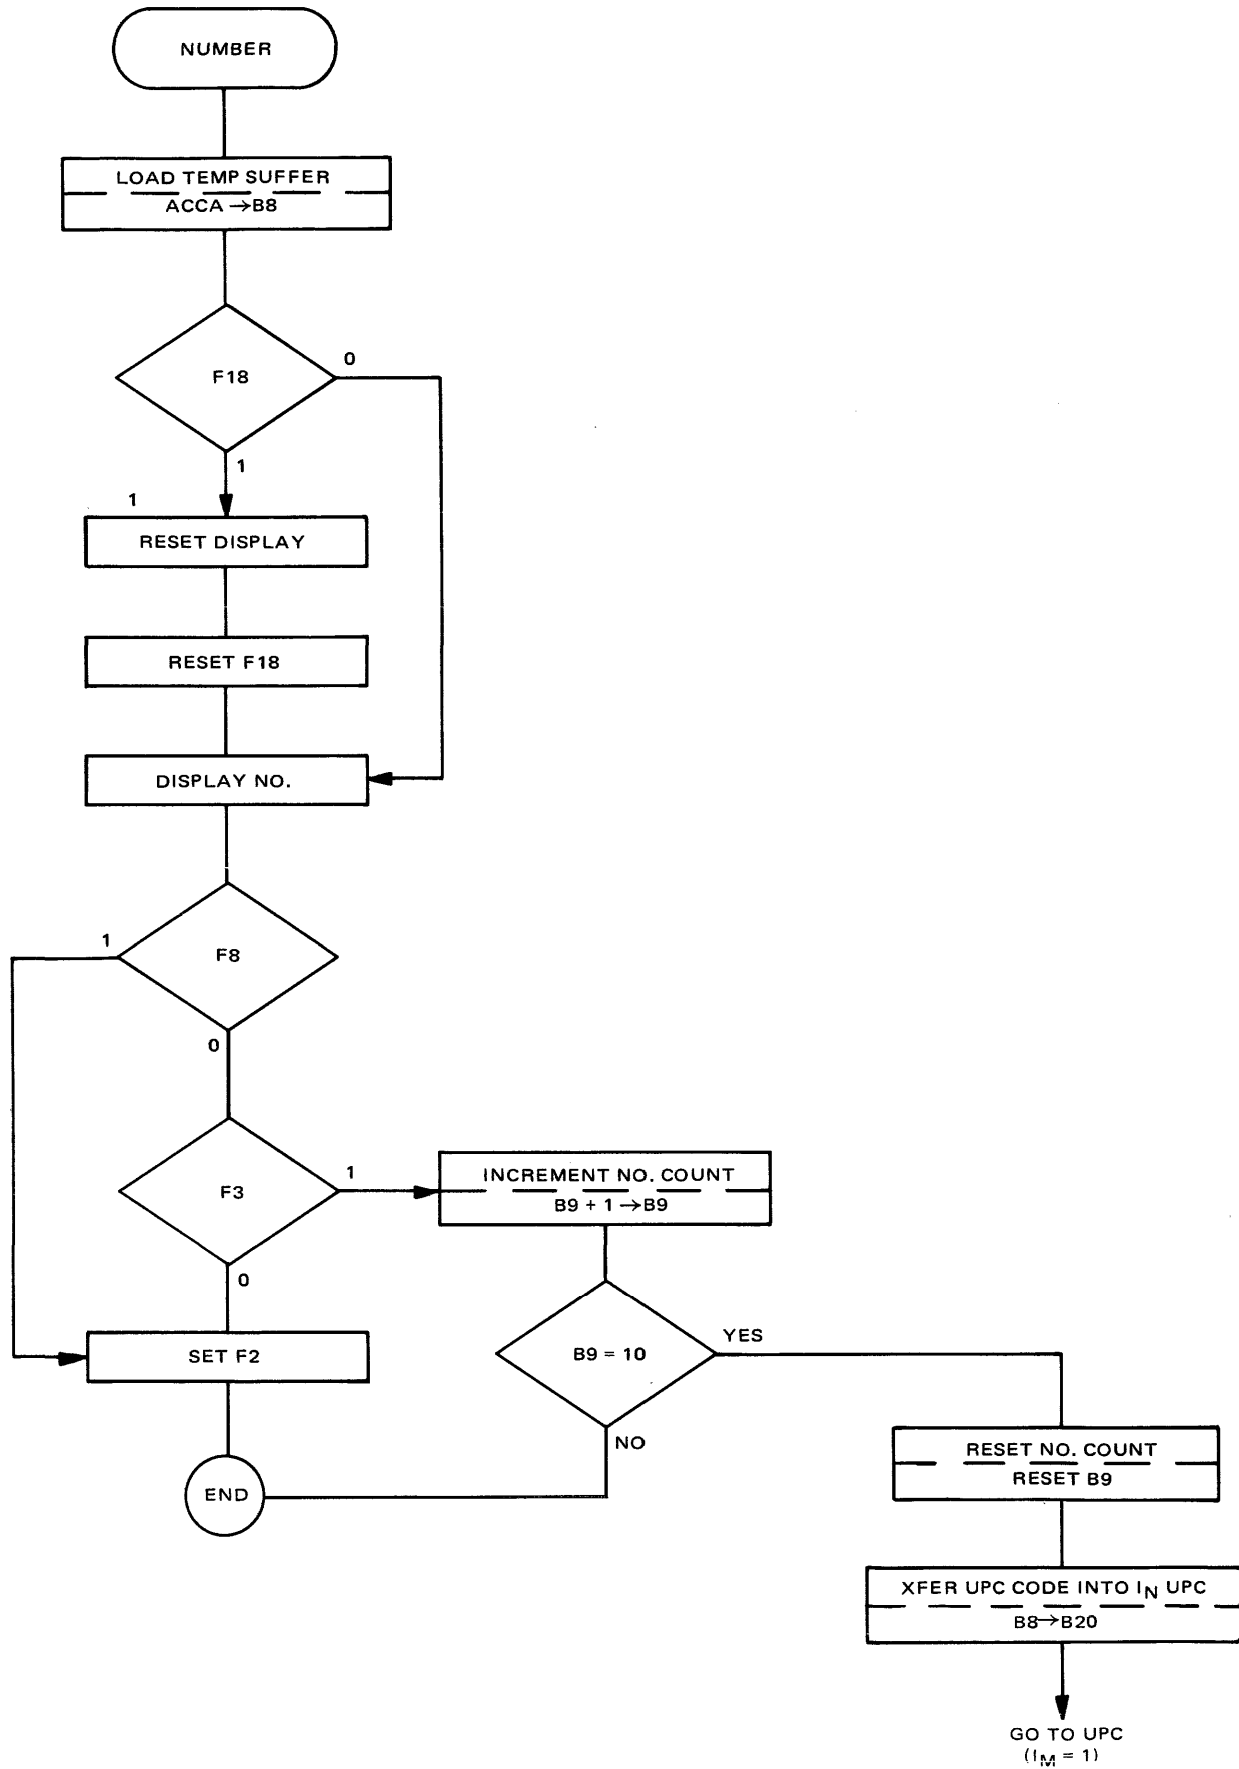 NUMBER
LOAD TEMP SUFFER
ACCA →B8
F18
0
1
1
RESET DISPLAY
RESET F18
DISPLAY NO.
F8
1
0
F3
1
0
INCREMENT NO. COUNT
B9 + 1 →B9
SET F2
B9 = 10
YES
NO
END
RESET NO. COUNT
RESET B9
XFER UPC CODE INTO IN UPC
B8→B20
GO TO UPC
(IM = 1)